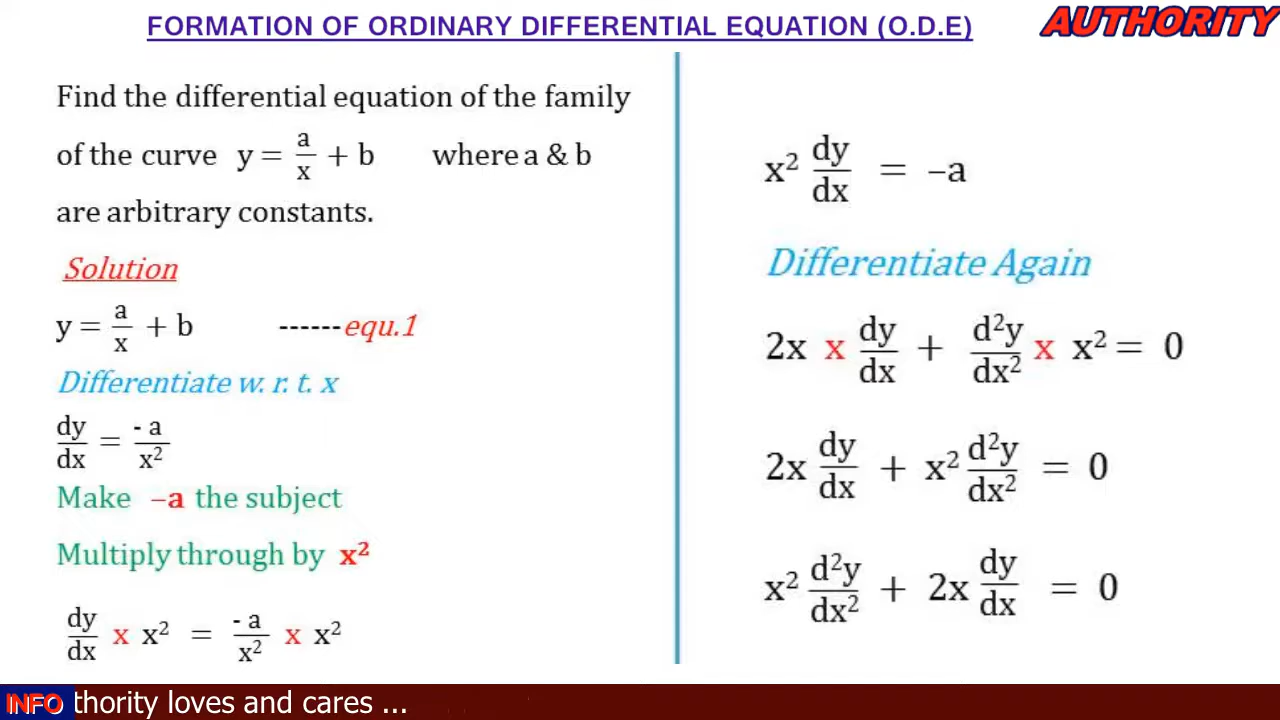 FORMATION OF ORDINARY DIFFERENTIAL EQUATION (O.D.E)
AUTHORITY
Find the differential equation of the family
of the curve y = a/x + b where a & b
are arbitrary constants.
Solution
y = a/x + b ------equ.1
Differentiate w. r. t. x
dy/dx = - a/x²
Make –a the subject
Multiply through by x²
dy/dx x x² = - a/x² x x²
x² dy/dx = –a
Differentiate Again
2x x dy/dx + d²y/dx² x x² = 0
2x dy/dx + x² d²y/dx² = 0
x² d²y/dx² + 2x dy/dx = 0
INFO thority loves and cares ...